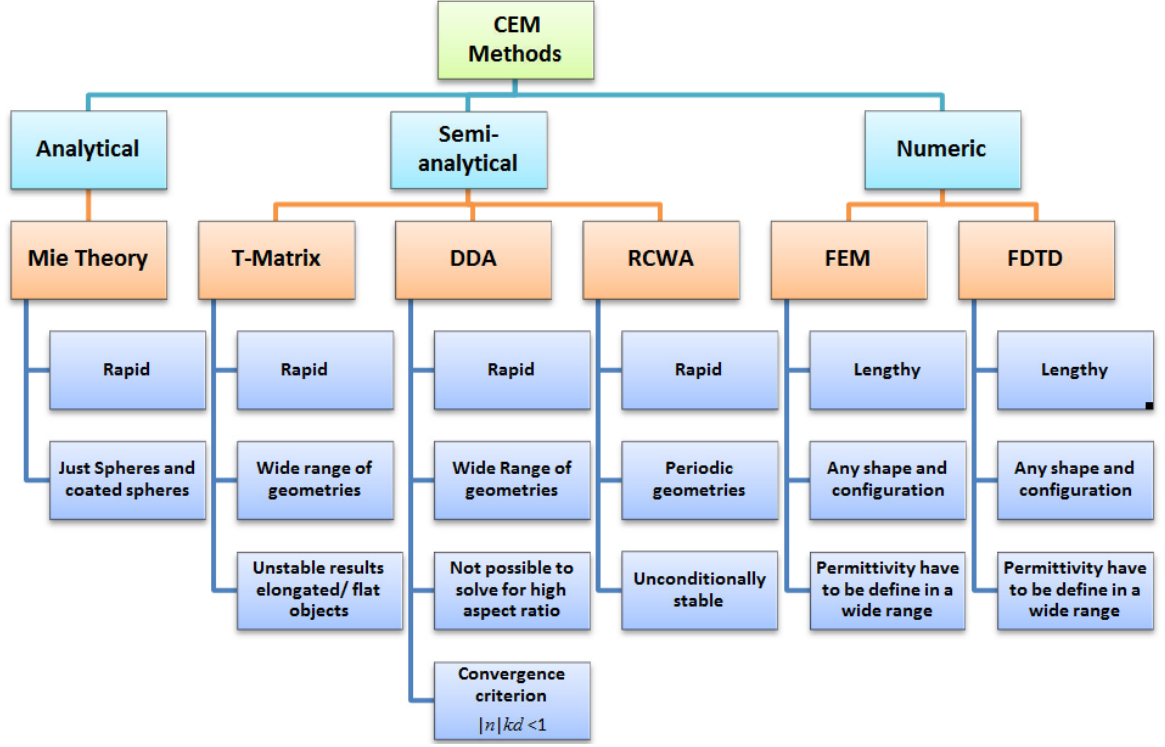 CEM
Methods
Analytical
Semi-
analytical
Numeric
Mie Theory
T-Matrix
DDA
RCWA
FEM
FDTD
Rapid
Rapid
Rapid
Rapid
Lengthy
Lengthy
Just Spheres and
coated spheres
Wide range of
geometries
Wide Range of
geometries
Periodic
geometries
Any shape and
configuration
Any shape and
configuration
Unstable results
elongated/ flat
objects
Not possible to
solve for high
aspect ratio
Unconditionally
stable
Permittivity have
to be define in a
wide range
Permittivity have
to be define in a
wide range
Convergence
criterion
|n|kd <1